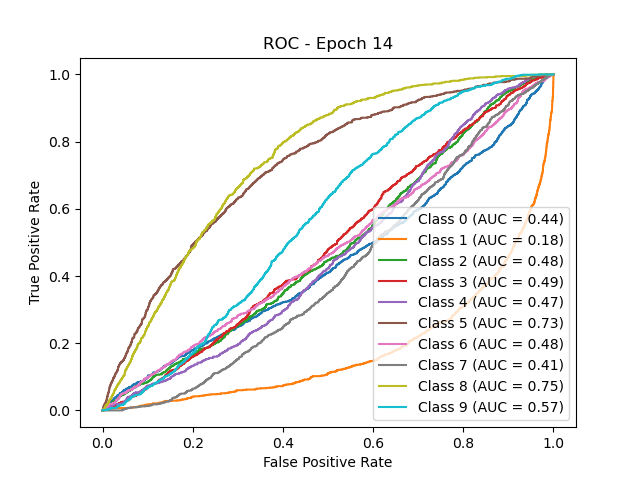 ROC - Epoch 14
True Positive Rate
1.0
0.8
0.6
0.4
0.2
0.0
Class 0 (AUC = 0.44)
Class 1 (AUC = 0.18)
Class 2 (AUC = 0.48)
Class 3 (AUC = 0.49)
Class 4 (AUC = 0.47)
Class 5 (AUC = 0.73)
Class 6 (AUC = 0.48)
Class 7 (AUC = 0.41)
Class 8 (AUC = 0.75)
Class 9 (AUC = 0.57)
0.0 0.2 0.4 0.6 0.8 1.0
False Positive Rate